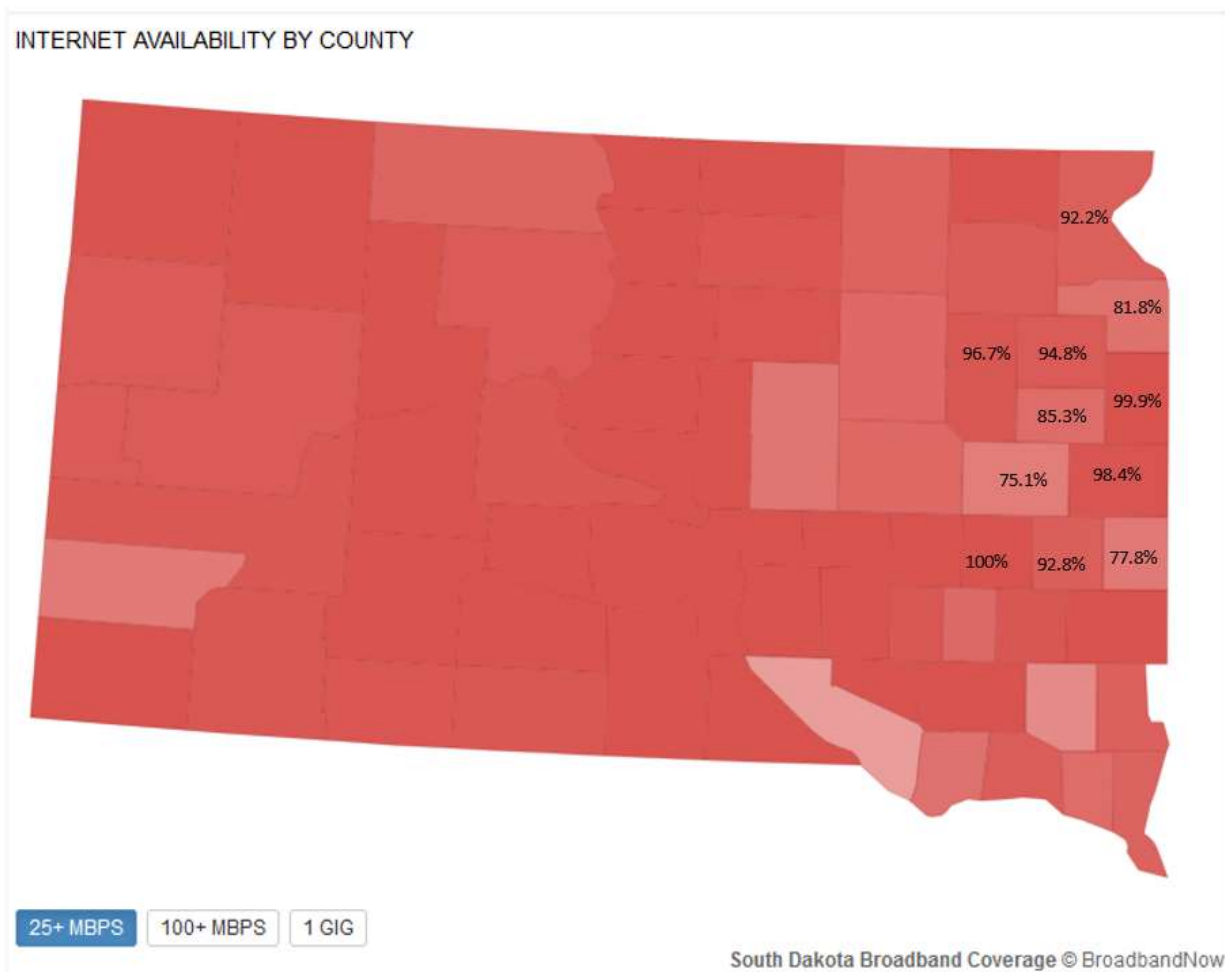 INTERNET AVAILABILITY BY COUNTY
92.2%
81.8%
96.7% 94.8%
99.9%
85.3%
75.1% 98.4%
100% 92.8% 77.8%
25+ MBPS 100+ MBPS 1 GIG
South Dakota Broadband Coverage © BroadbandNow